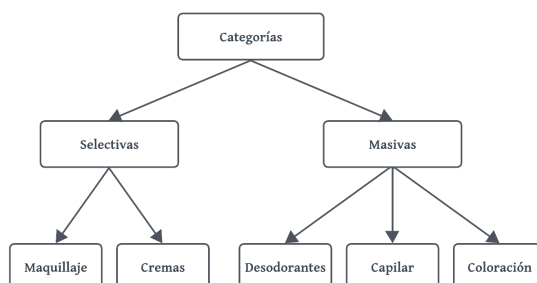 Categorías
Selectivas
Masivas
Maquillaje
Cremas
Desodorantes
Capilar
Coloración